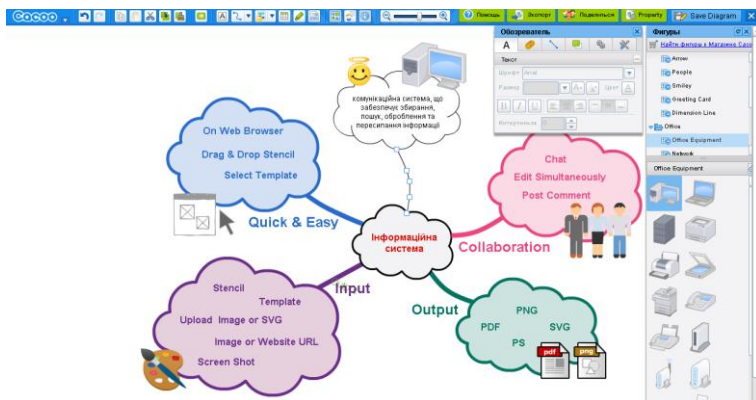 Cacoo
Помощь
Экспорт
Поделиться
Property
Save Diagram
Обозреватель
A
Текст
Шрифт
Arial
Размер
Цвет
Интервалы
Фигуры
Найти фигуры в Магазине Caco
Arrow
People
Smiley
Greeting Card
Dimension Line
Office
Office Equipment
Network
Office Equipment
комунікаційна система, що
забезпечує збирання,
пошук, оброблення та
пересипання інформації
On Web Browser
Drag & Drop Stencil
Select Template
Quick & Easy
Chat
Edit Simultaneously
Post Comment
Collaboration
Інформаційна
система
Stencil
Template
Upload Image or SVG
Image or Website URL
Screen Shot
Input
Output
PNG
PDF
SVG
PS
pdf
png